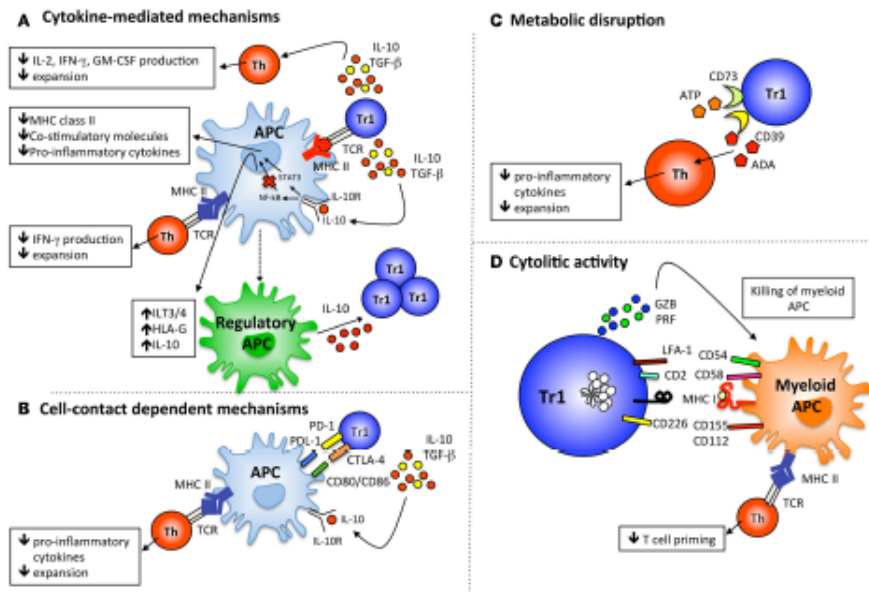 A Cytokine-mediated mechanisms
↓ IL-2, IFN-γ, GM-CSF production
↓ expansion
Th
IL-10
TGF-β
↓MHC class II
↓Co-stimulatory molecules
↓Pro-inflammatory cytokines
APC
Tr1
TCR
MHC II
STAT3
NF-kB
IL-10R
IL-10
IL-10
TGF-β
MHC II
Th
TCR
↓ IFN-γ production
↓ expansion
↑ILT3/4
↑HLA-G
↑IL-10
Regulatory
APC
IL-10
Tr1
Tr1
Tr1
B Cell-contact dependent mechanisms
PD-1
PDL-1
Tr1
CTLA-4
CD80/CD86
IL-10
TGF-β
APC
MHC II
Th
TCR
IL-10
IL-10R
↓ pro-inflammatory
cytokines
↓ expansion
C Metabolic disruption
CD73
ATP
Tr1
CD39
ADA
Th
↓ pro-inflammatory
cytokines
↓ expansion
D Cytolitic activity
GZB
PRF
Killing of myeloid
APC
LFA-1
CD54
CD2
CD58
Tr1
MHC I
Myeloid
APC
CD226
CD155
CD112
MHC II
TCR
Th
↓ T cell priming